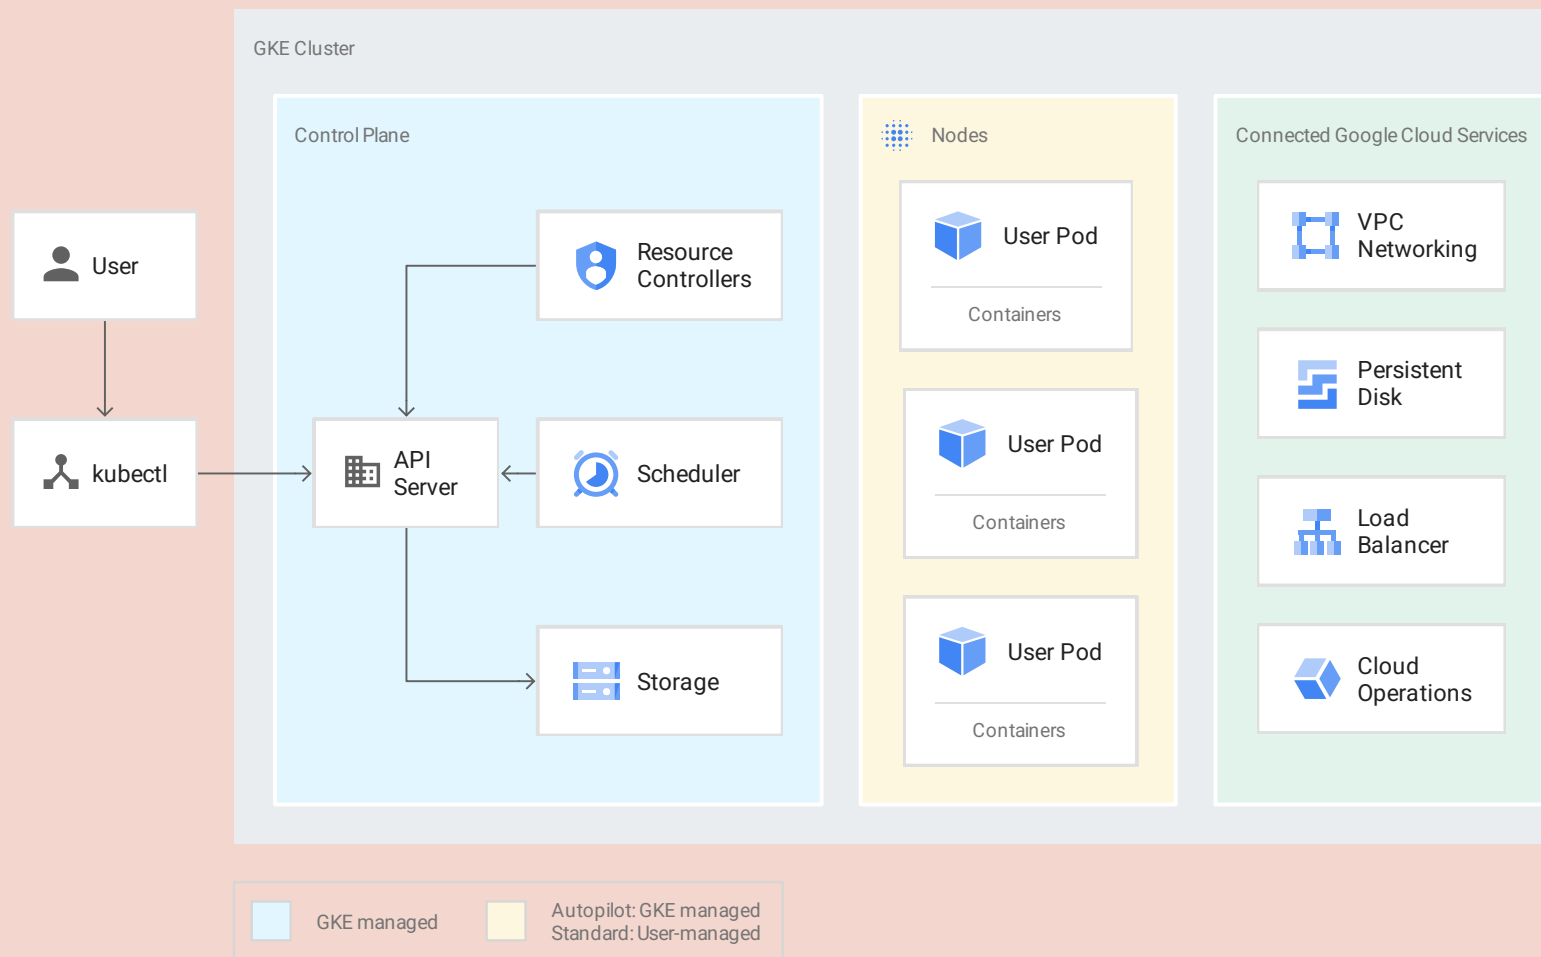 GKE Cluster
Control Plane
Nodes
Connected Google Cloud Services
User
kubectl
Resource
Controllers
API
Server
Scheduler
Storage
User Pod
Containers
User Pod
Containers
User Pod
Containers
VPC
Networking
Persistent
Disk
Load
Balancer
Cloud
Operations
GKE managed
Autopilot: GKE managed
Standard: User-managed